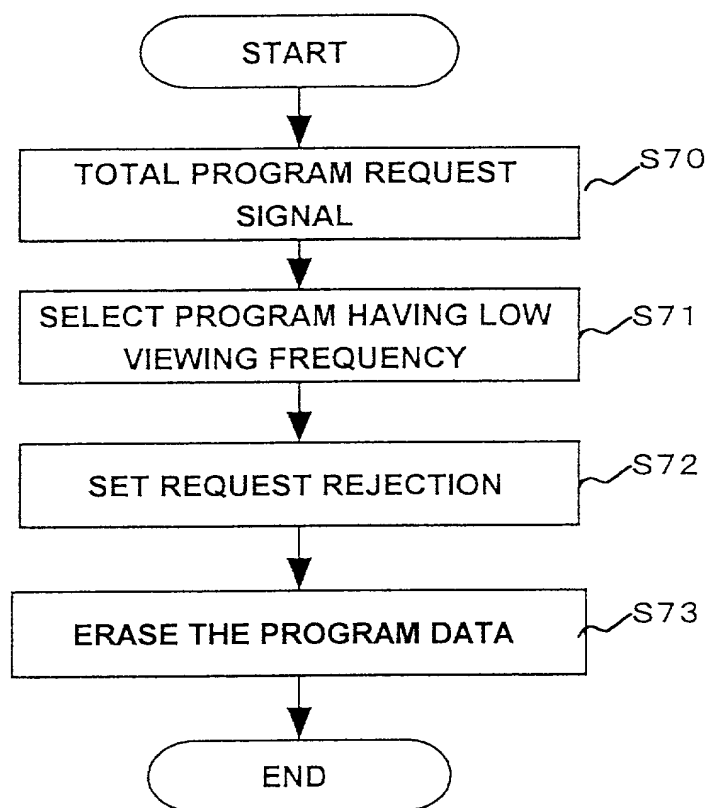 START
TOTAL PROGRAM REQUEST
SIGNAL
S70
SELECT PROGRAM HAVING LOW
VIEWING FREQUENCY
S71
SET REQUEST REJECTION
S72
ERASE THE PROGRAM DATA
S73
END